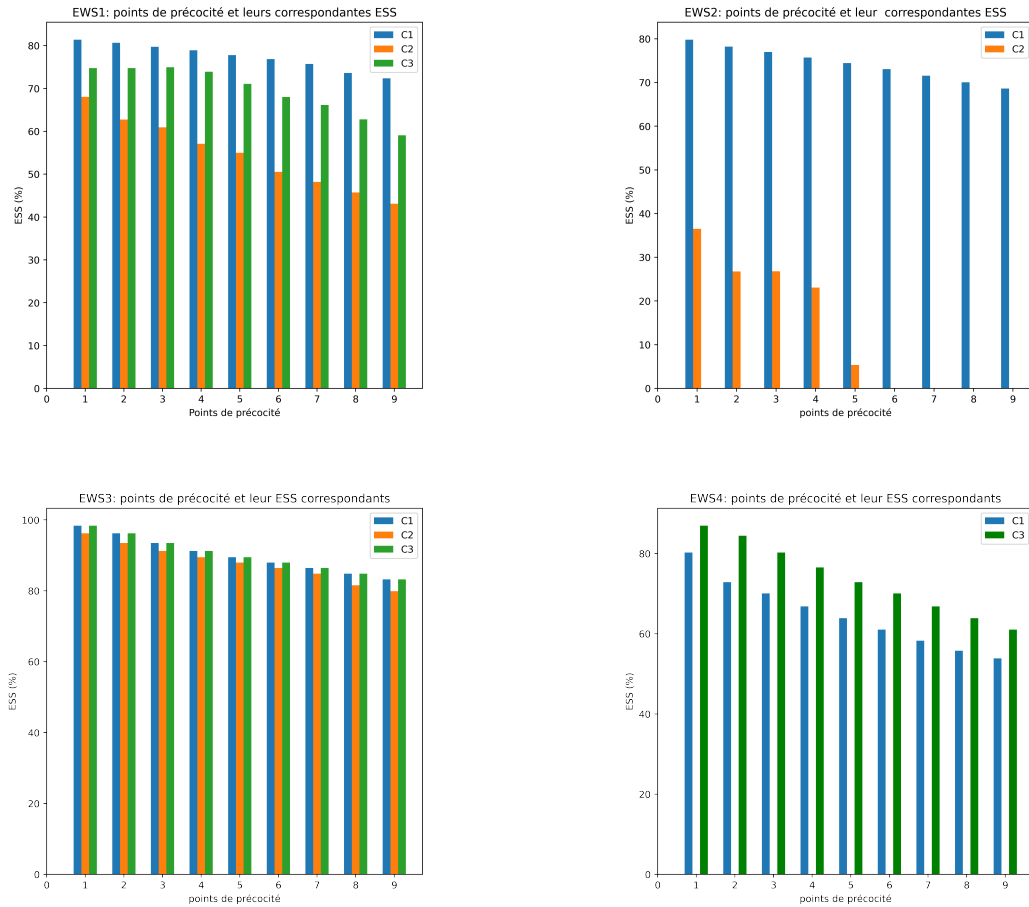 EWS1: points de précocité et leurs correspondantes ESS
C1
C2
C3
ESS (%)
80
70
60
50
40
30
20
10
0
0 1 2 3 4 5 6 7 8 9
Points de précocité
EWS2: points de précocité et leur  correspondantes ESS
C1
C2
ESS (%)
80
70
60
50
40
30
20
10
0
0 1 2 3 4 5 6 7 8 9
points de précocité
EWS3: points de précocité et leur ESS correspondants
C1
C2
C3
ESS (%)
100
80
60
40
20
0
0 1 2 3 4 5 6 7 8 9
points de précocité
EWS4: points de précocité et leur ESS correspondants
C1
C3
ESS (%)
80
60
40
20
0
0 1 2 3 4 5 6 7 8 9
points de précocité